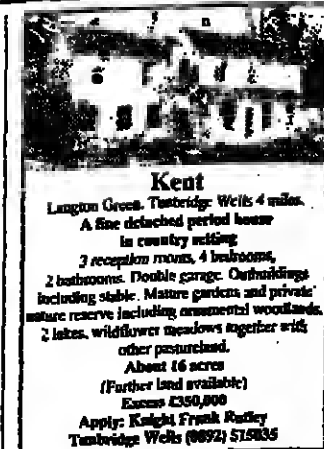 Kent
Langton Green. Tunbridge Wells 4 miles.
A fine detached period house
in country setting
3 reception rooms, 4 bedrooms,
2 bathrooms. Double garage. Outbuildings
including stable. Mature gardens and private
nature reserve including ornamental woodlands.
2 lakes, wildflower meadows together with
other pastureland.
About 16 acres
(Further land available)
Excess £350,000
Apply: Knight Frank Rutley
Tunbridge Wells (0892) 515035